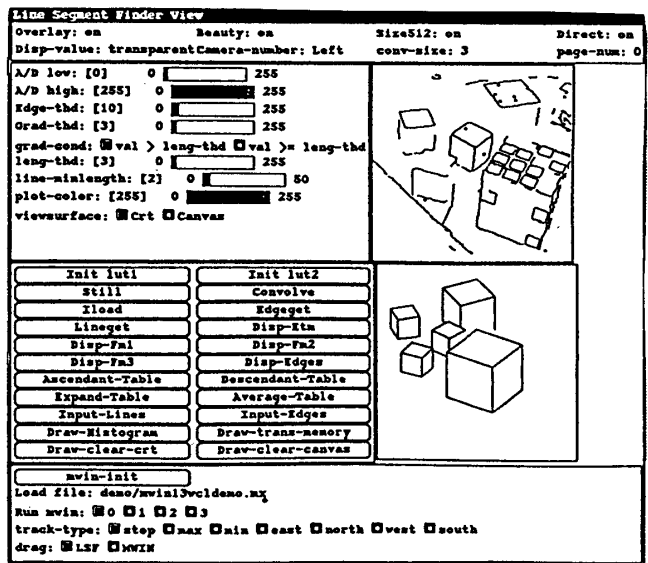 Line Segment Finder View
Overlay: on Beauty: on Size512: on Direct: on
Disp-value: transparent Camera-number: Left conv-size: 3 page-num: 0
A/D low: [0] 0 255
A/D high: [255] 0 255
Edge-thd: [10] 0 255
Grad-thd: [3] 0 255
grad-cond: val > leng-thd val >= leng-thd
leng-thd: [3] 0 255
line-minlength: [2] 0 50
plot-color: [255] 0 255
viewsurface: Crt Canvas
Init lut1 Init lut2
Still Convolve
Iload Edgeget
Lineget Disp-Ktm
Disp-Fm1 Disp-Fm2
Disp-Fm3 Disp-Edges
Ascendant-Table Descendant-Table
Expand-Table Average-Table
Input-Lines Input-Edges
Draw-Histogram Draw-trans-memory
Draw-clear-crt Draw-clear-canvas
mwin-init
Load file: demo/mwin13vcldemo.mx
Run mwin: 0 1 2 3
track-type: step max min east north west south
drag: LSF MWIN